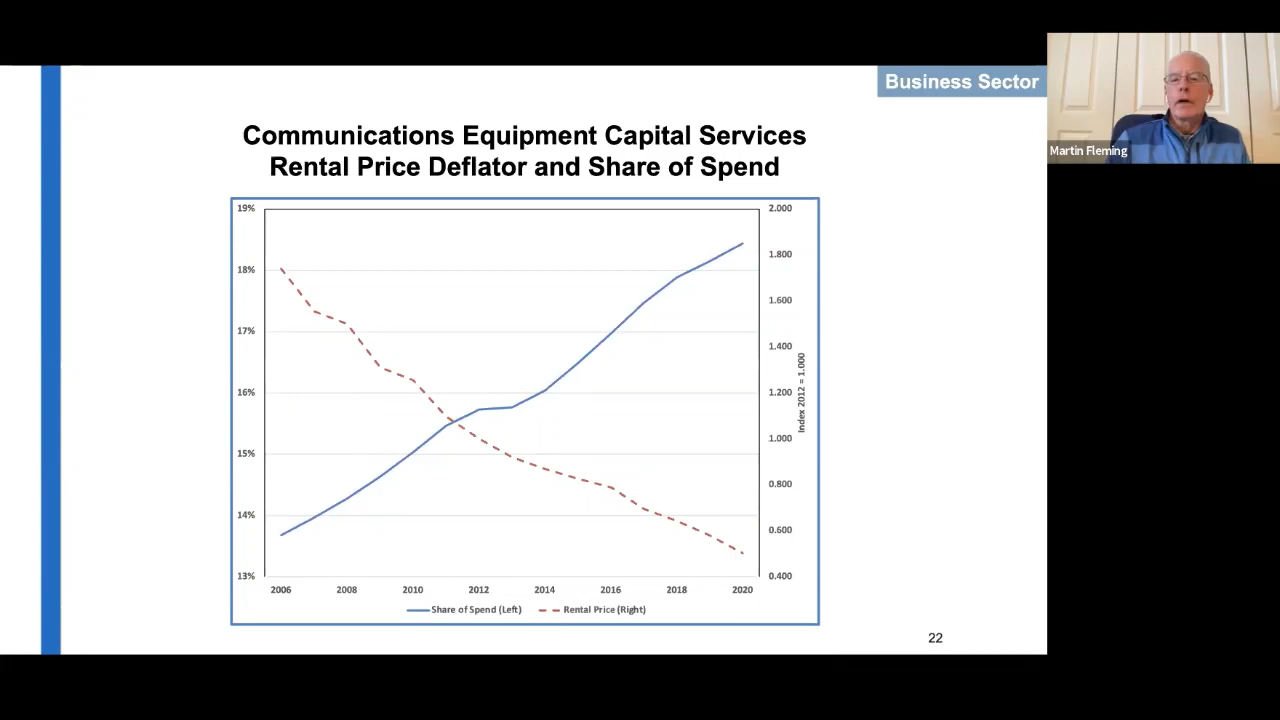 Business Sector
Martin Fleming
Communications Equipment Capital Services
Rental Price Deflator and Share of Spend
19%
18%
17%
16%
15%
14%
13%
2.000
1.800
1.600
1.400
1.200
1.000
0.800
0.600
0.400
Index 2012 = 1.000
2006 2008 2010 2012 2014 2016 2018 2020
Share of Spend (Left) Rental Price (Right)
22